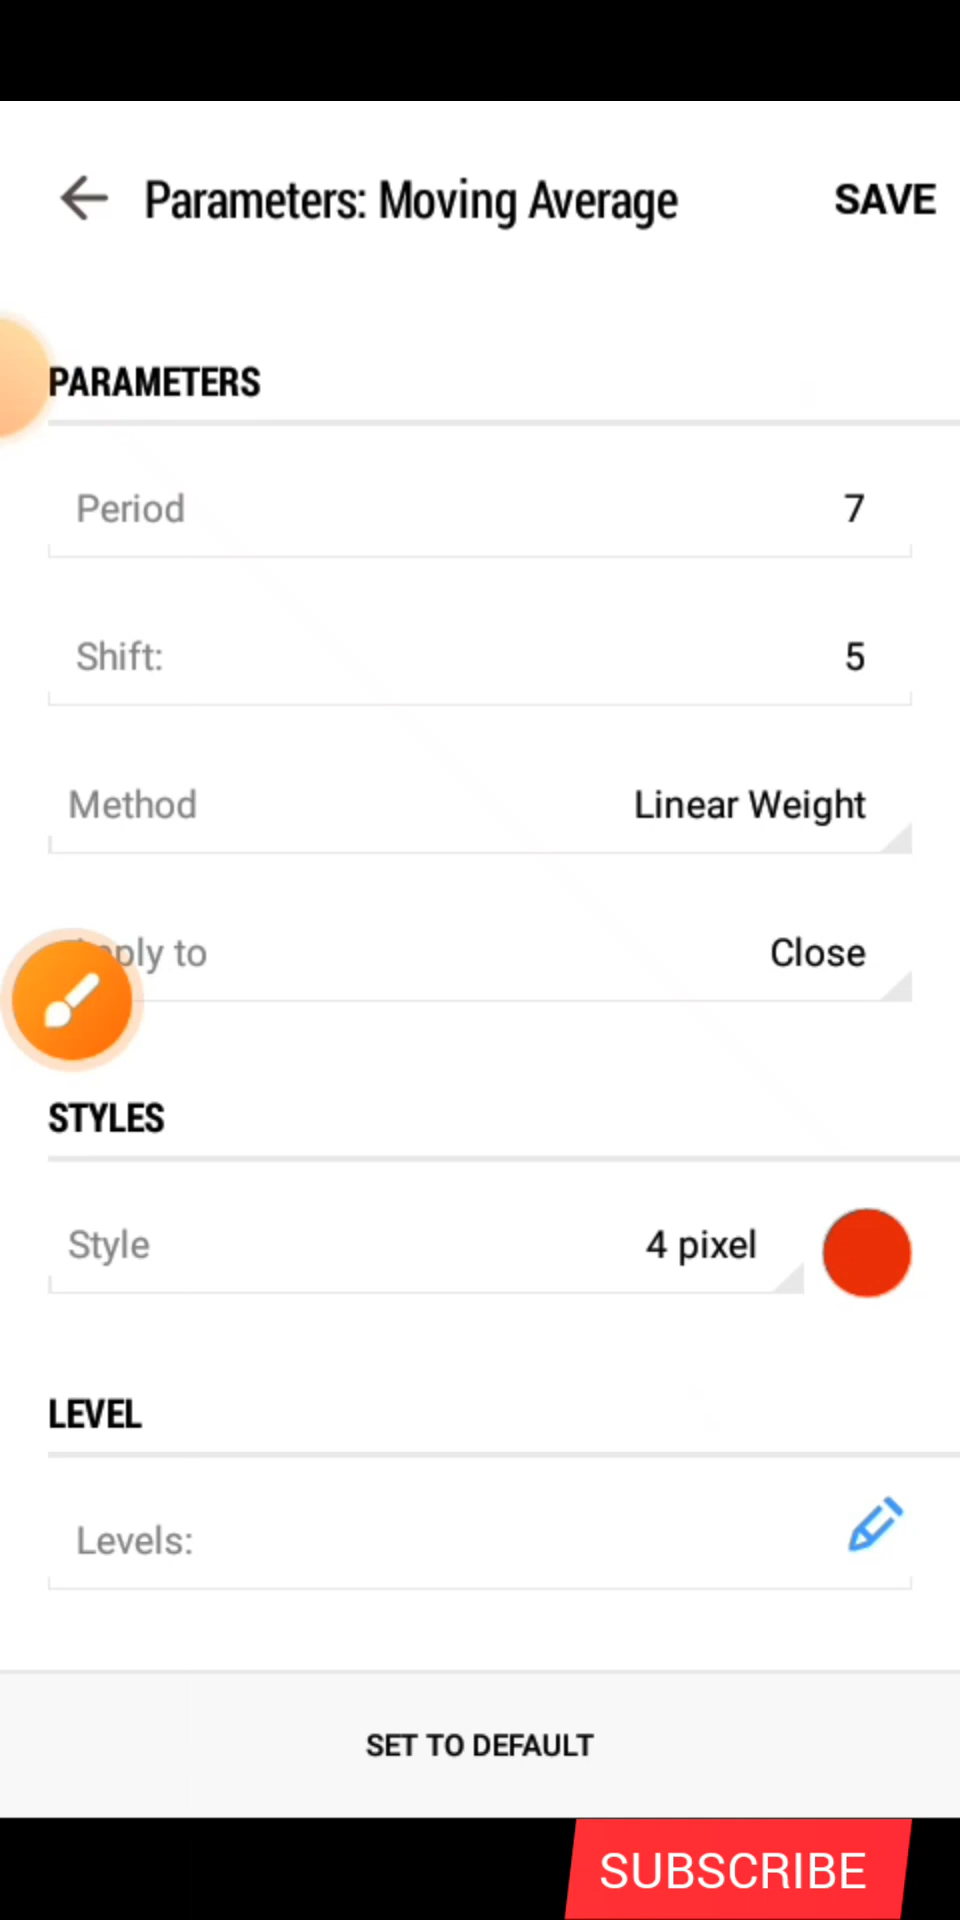 Parameters: Moving Average
SAVE
PARAMETERS
Period 7
Shift: 5
Method Linear Weight
to Close
STYLES
Style 4 pixel
LEVEL
Levels:
SET TO DEFAULT
SUBSCRIBE